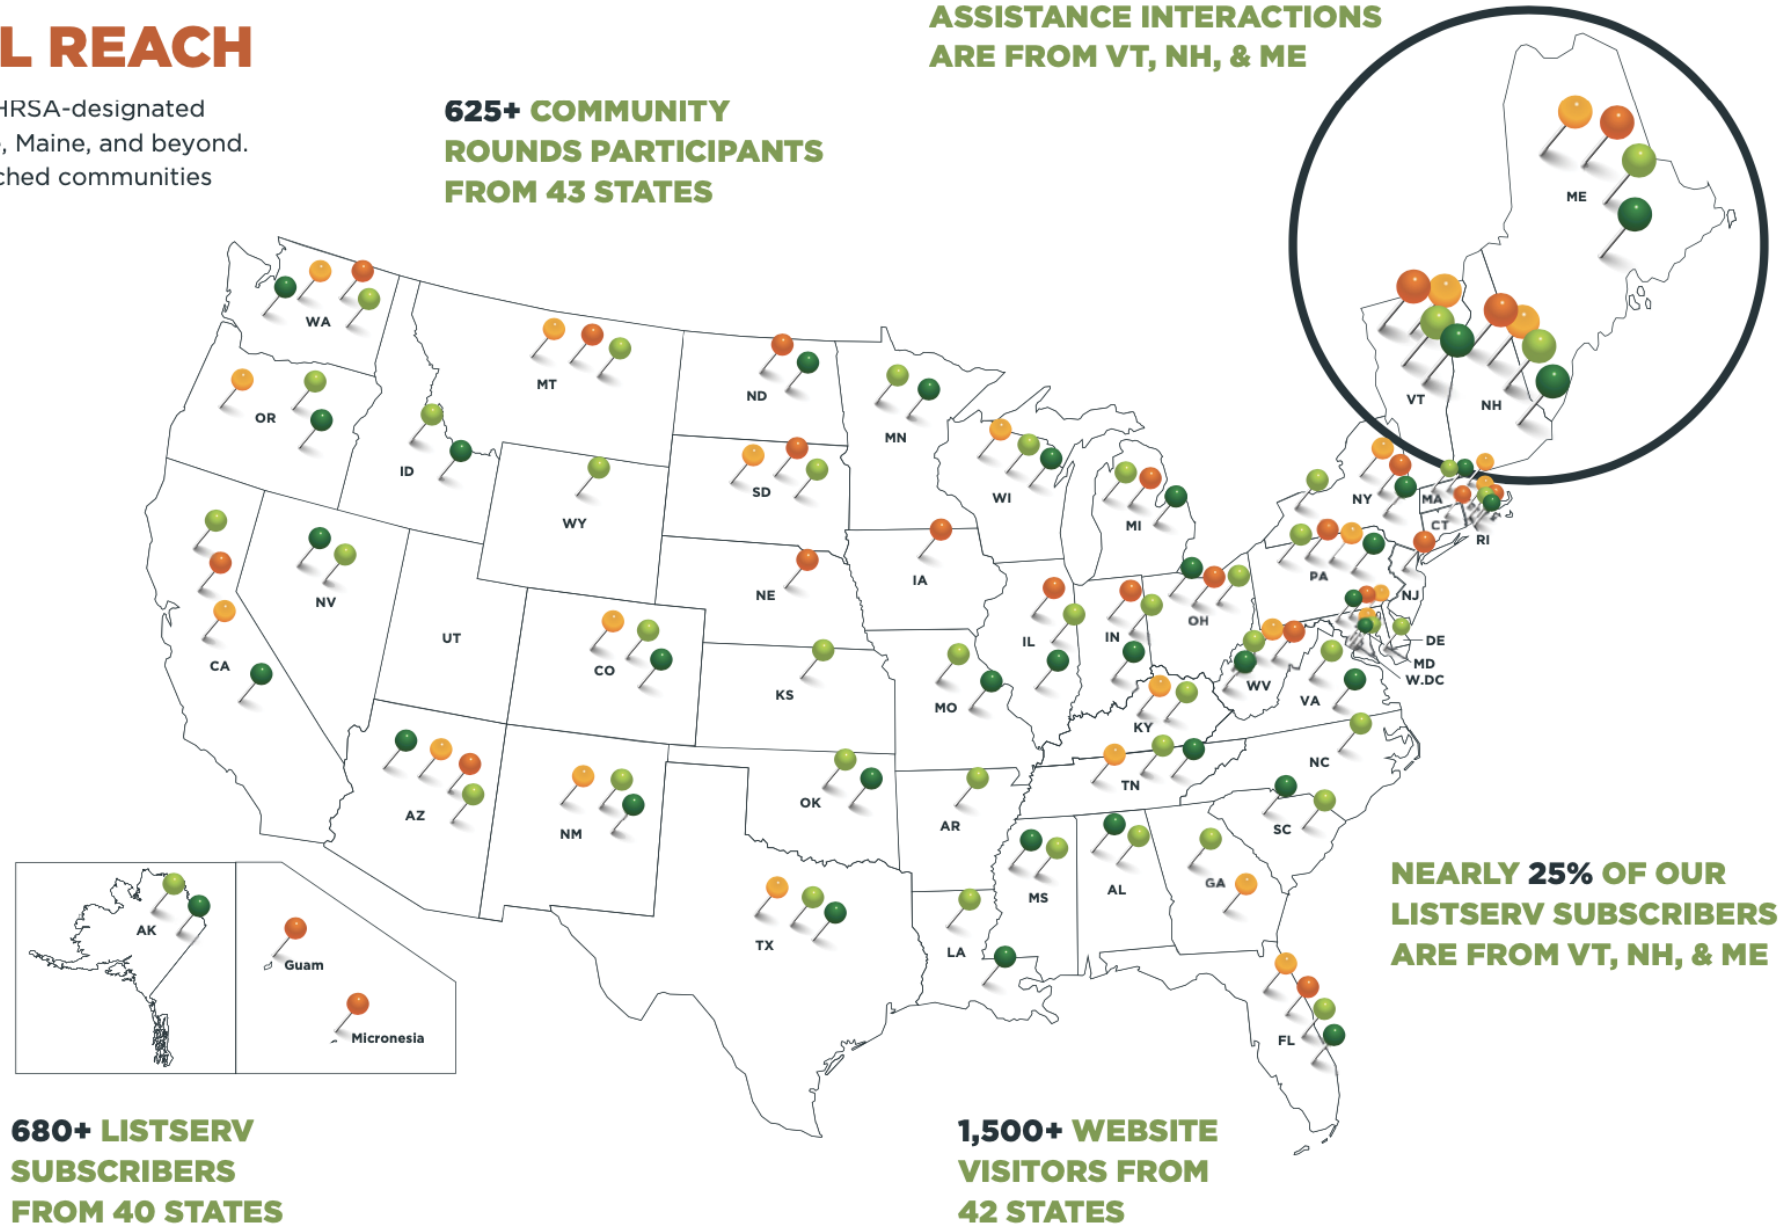 L REACH
HRSA-designated
, Maine, and beyond.
ched communities
625+ COMMUNITY
ROUNDS PARTICIPANTS
FROM 43 STATES
ASSISTANCE INTERACTIONS
ARE FROM VT, NH, & ME
ME
VT
NH
WA
MT
ND
MN
OR
ID
SD
WI
MI
NY
MA
CT
RI
WY
IA
NE
PA
NJ
NV
UT
CO
KS
MO
IL
IN
OH
WV
VA
DE
MD
W.DC
CA
AZ
NM
OK
AR
KY
TN
NC
SC
MS
AL
GA
TX
LA
FL
AK
Guam
Micronesia
NEARLY 25% OF OUR
LISTSERV SUBSCRIBERS
ARE FROM VT, NH, & ME
680+ LISTSERV
SUBSCRIBERS
FROM 40 STATES
1,500+ WEBSITE
VISITORS FROM
42 STATES